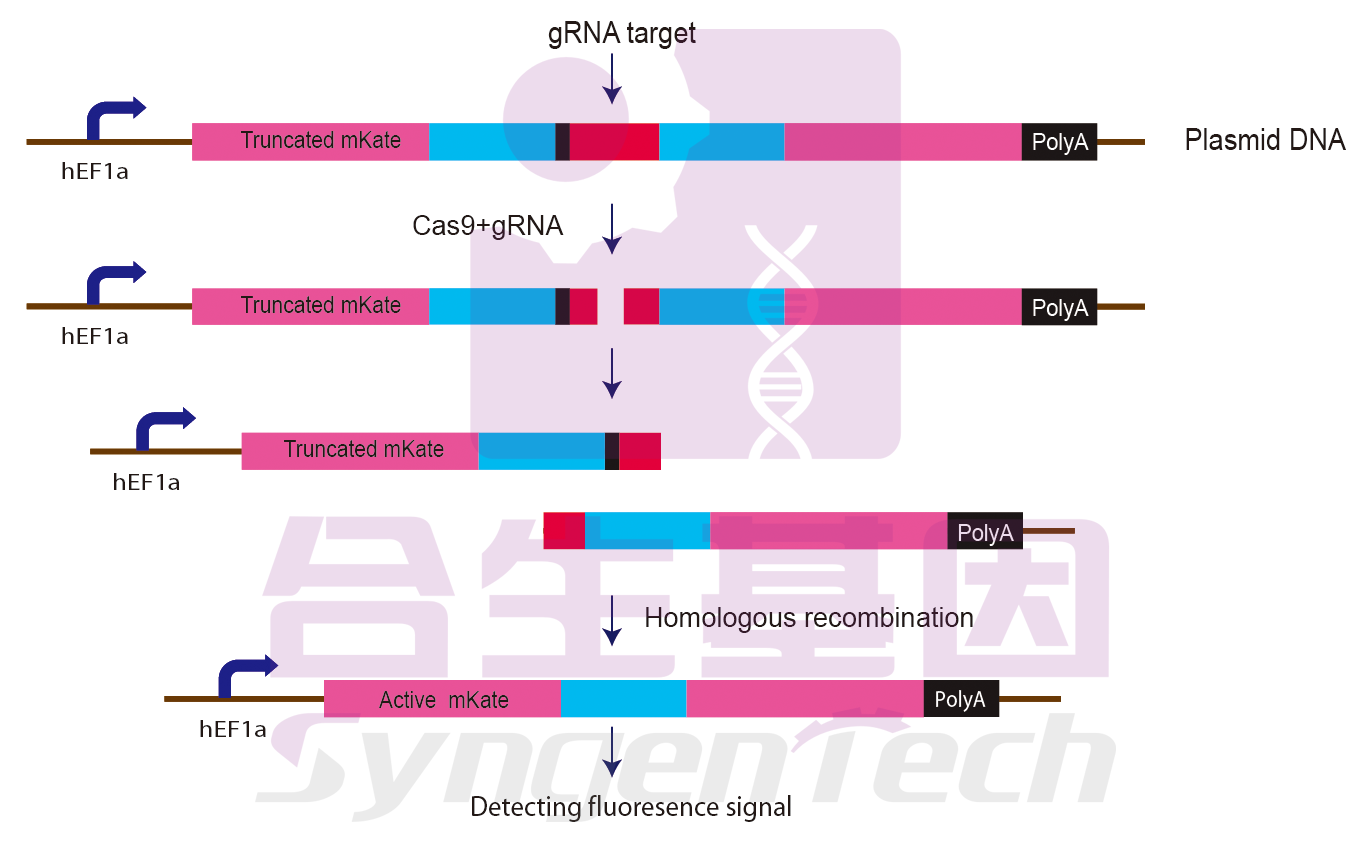 gRNA target
Truncated mKate
PolyA
Plasmid DNA
hEF1a
Cas9+gRNA
Truncated mKate
PolyA
hEF1a
Truncated mKate
hEF1a
PolyA
Homologous recombination
Active mKate
PolyA
hEF1a
Detecting fluoresence signal
合生基因
SyngenTech